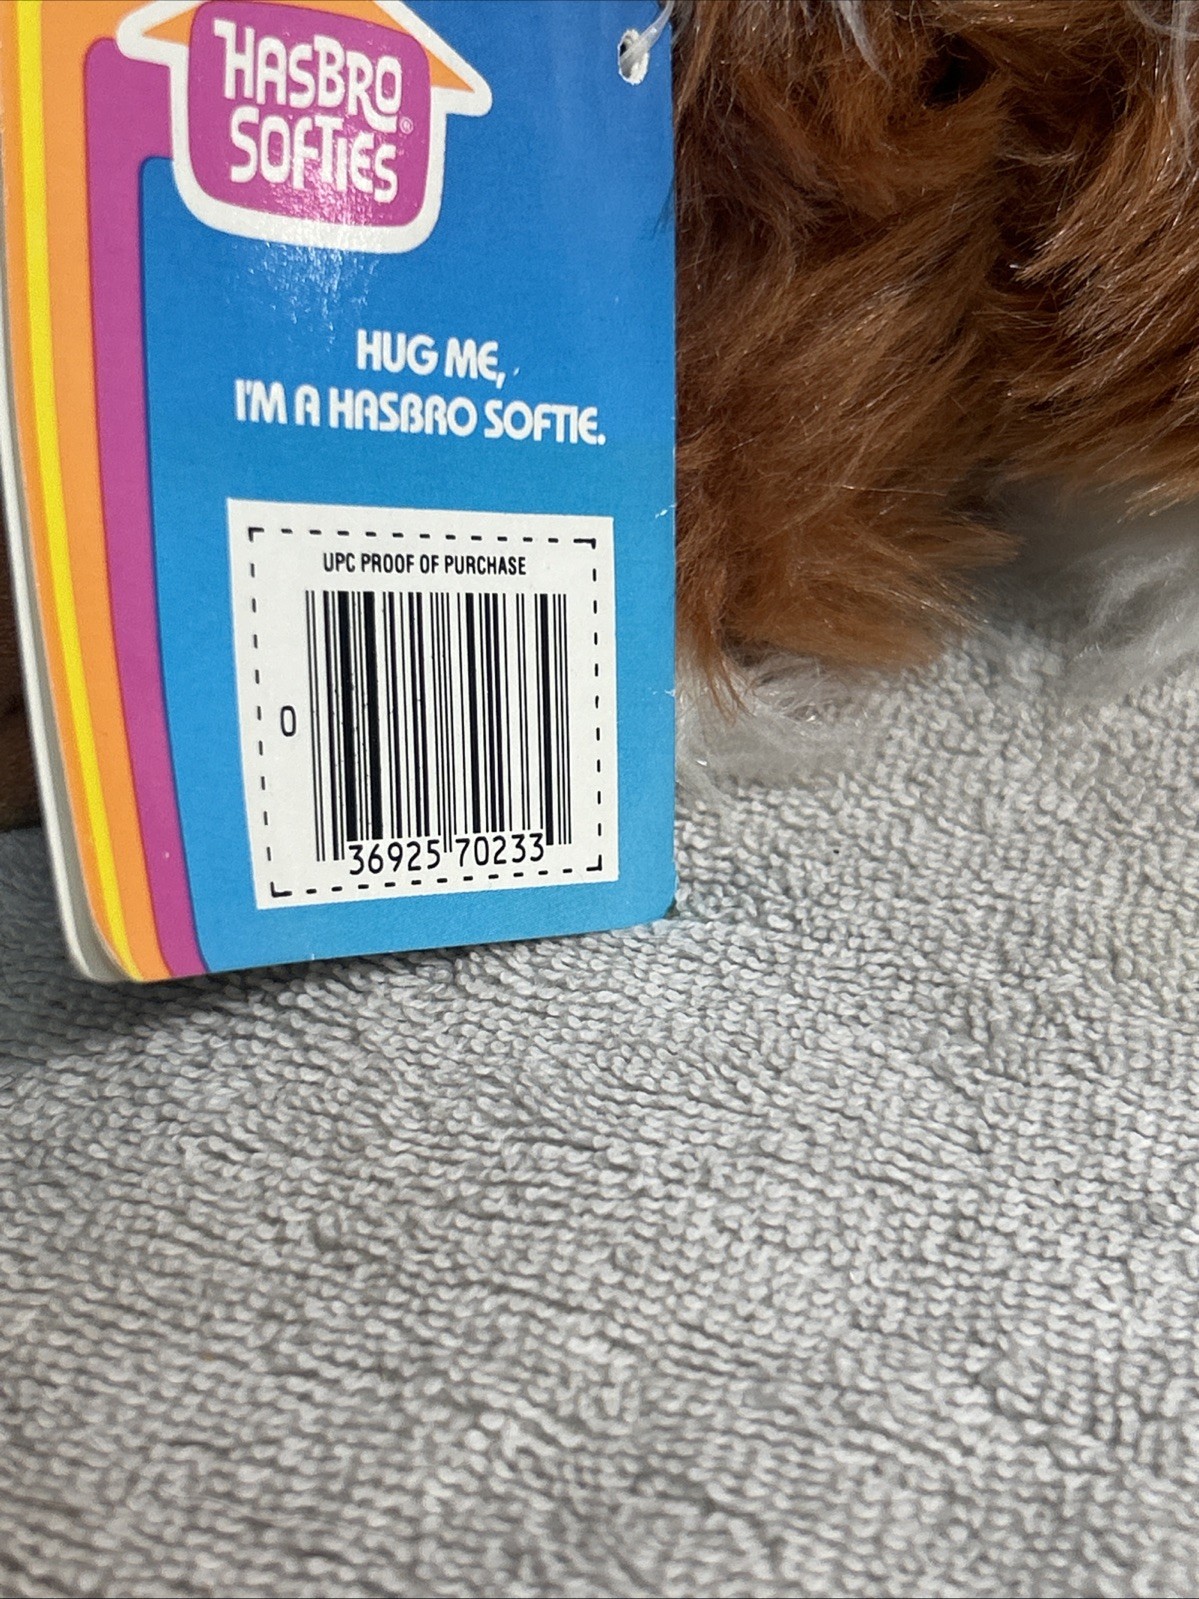 HASBRO
SOFTIES®
HUG ME,
I'M A HASBRO SOFTIE.
UPC PROOF OF PURCHASE
0
36925 70233